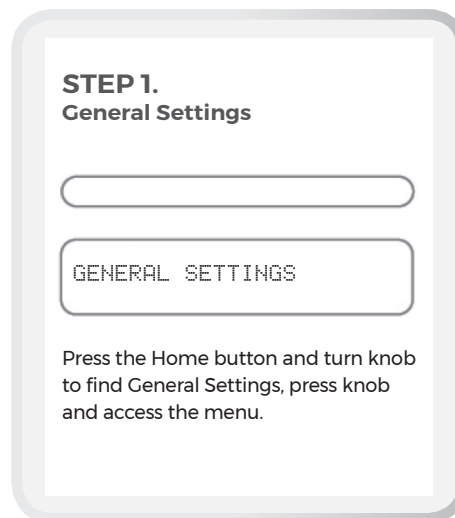 STEP 1.
General Settings
GENERAL SETTINGS
Press the Home button and turn knob
to find General Settings, press knob
and access the menu.